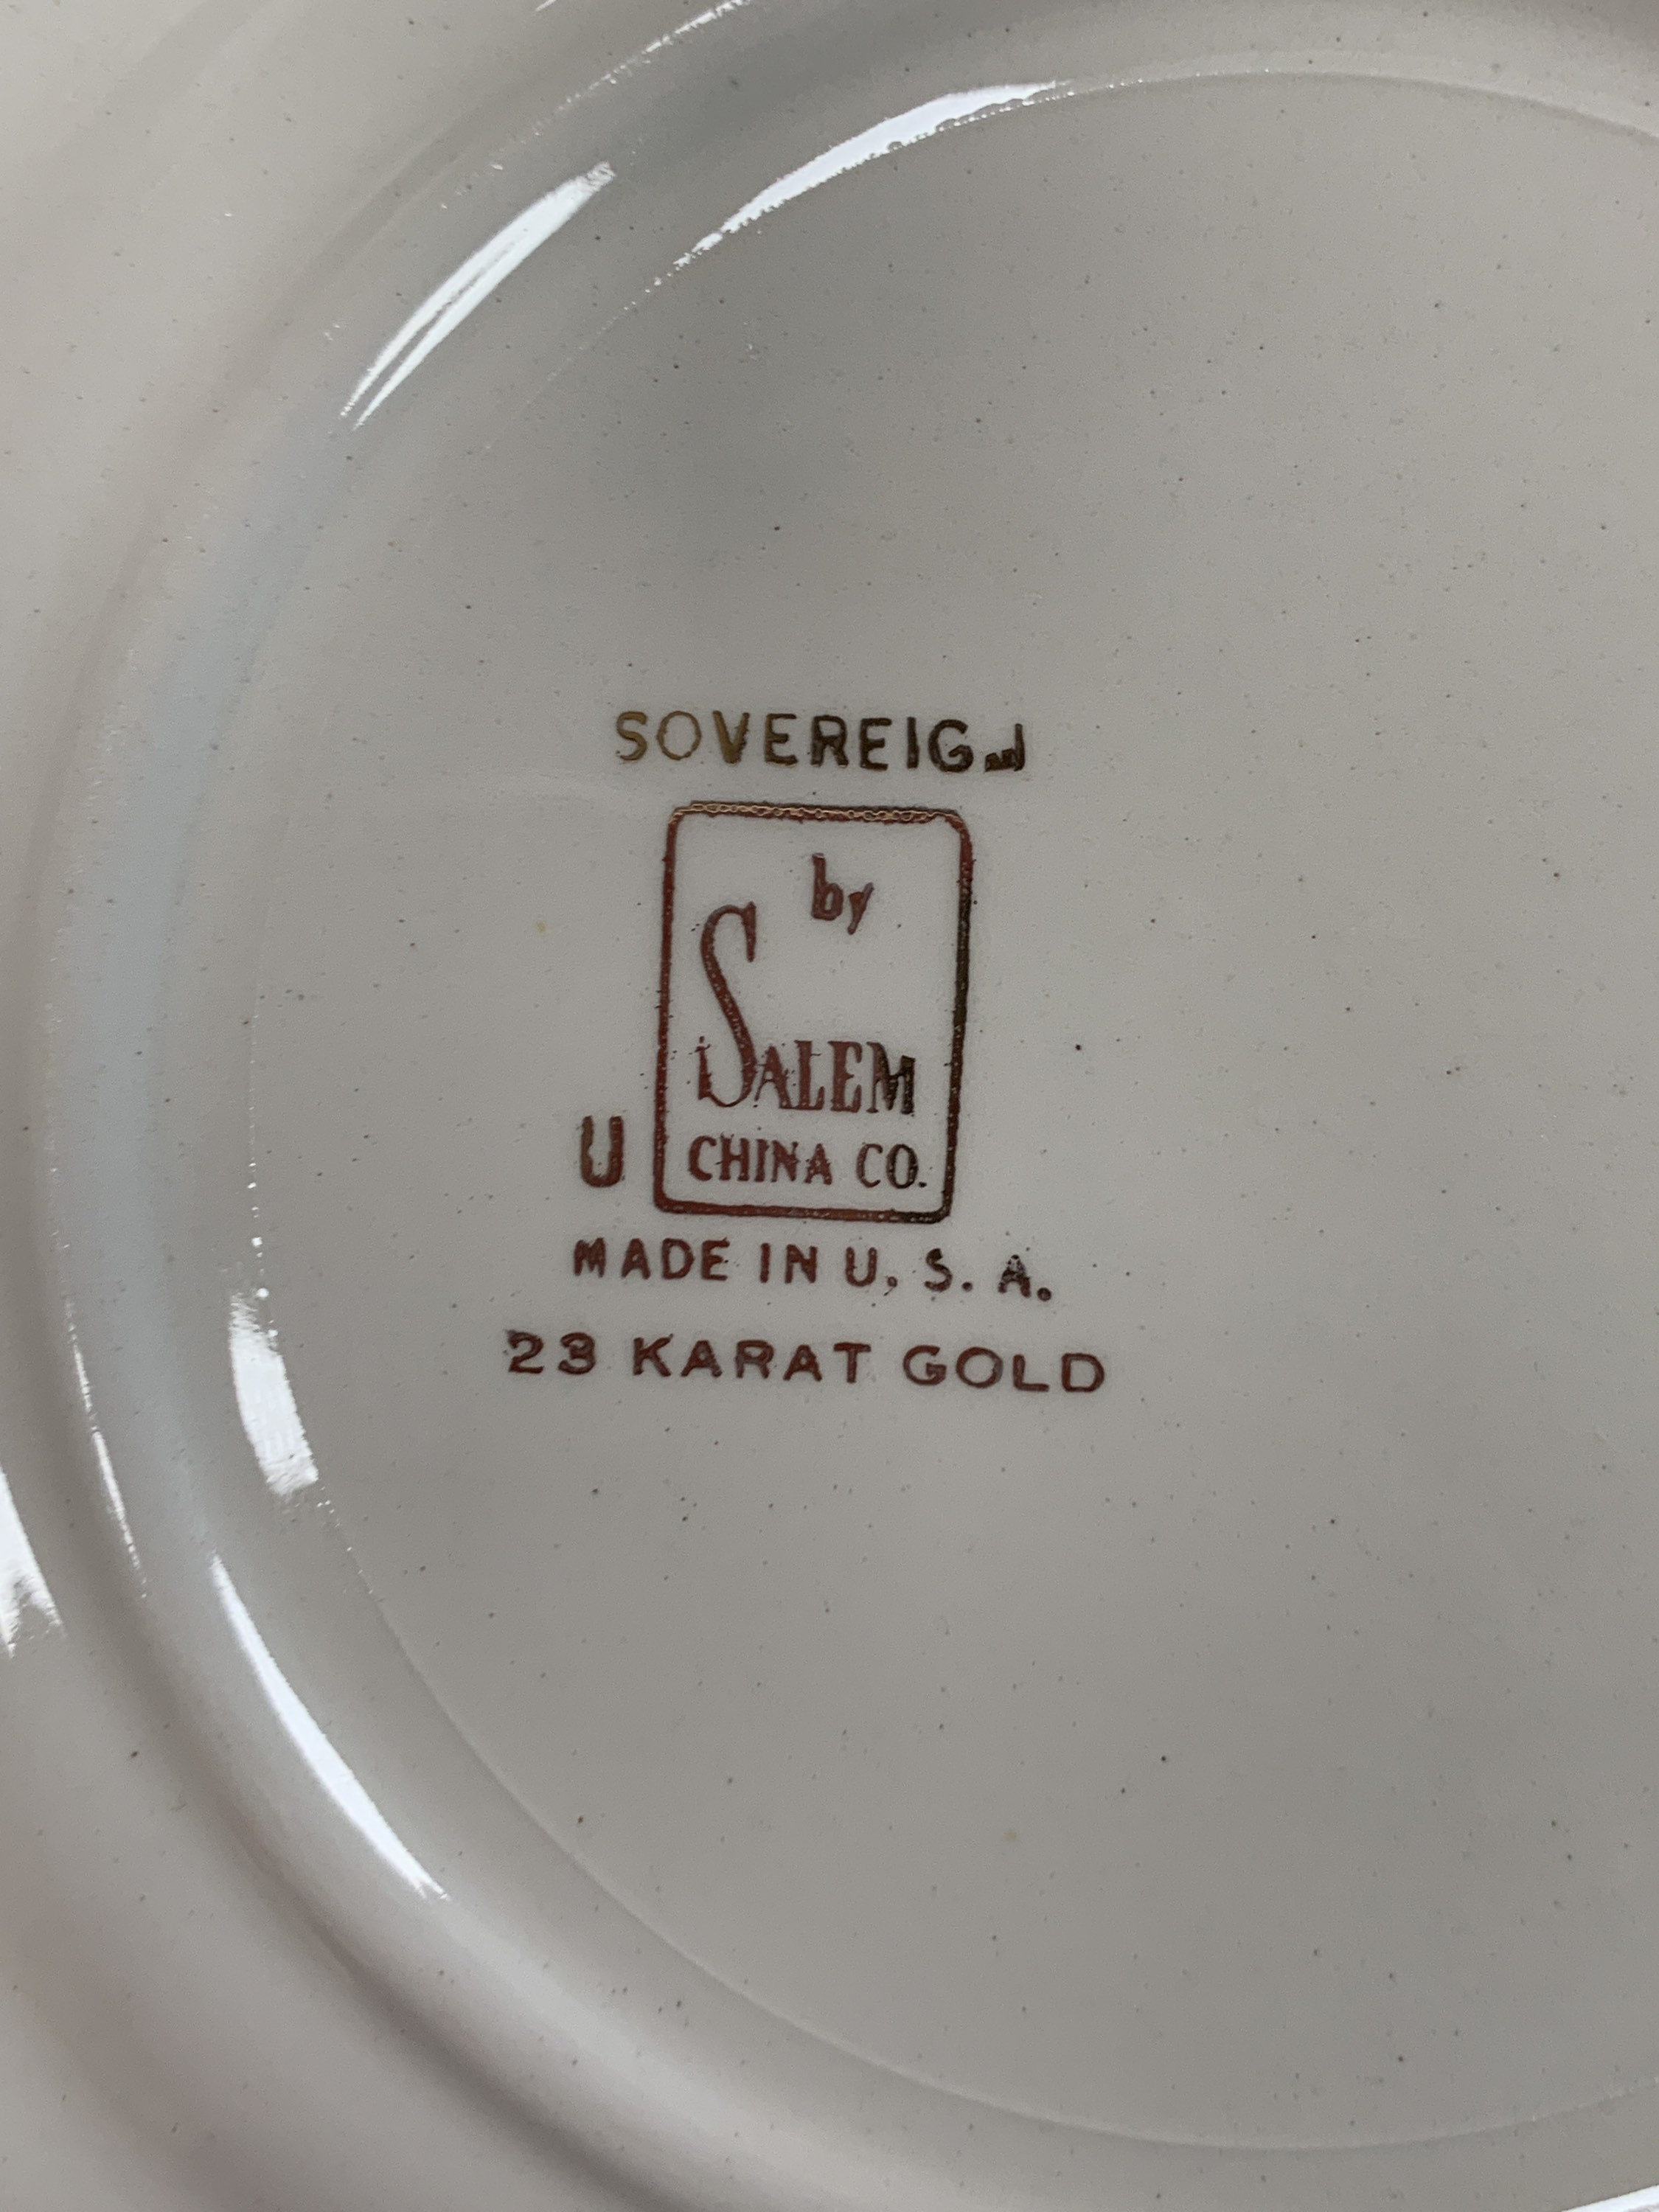 SOVEREIGN
by
SALEM
CHINA CO.
U
MADE IN U. S. A.
23 KARAT GOLD